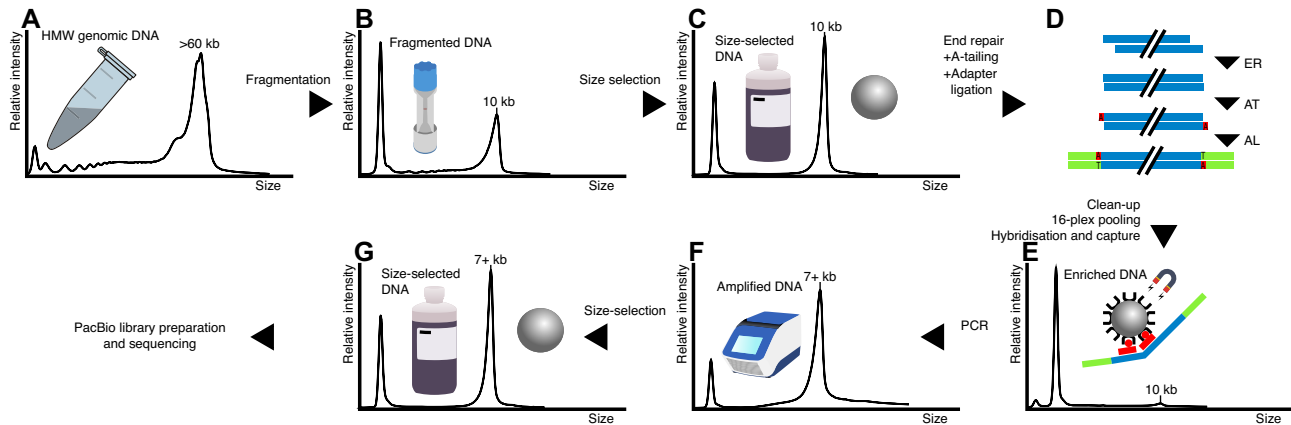 A
HMW genomic DNA
>60 kb
Relative intensity
Size
Fragmentation
B
Fragmented DNA
10 kb
Relative intensity
Size
Size selection
C
Size-selected
DNA
10 kb
Relative intensity
Size
End repair
+A-tailing
+Adapter
ligation
D
ER
AT
A
A
AL
A
T
T
A
Clean-up
16-plex pooling
Hybridisation and capture
E
Enriched DNA
10 kb
Relative intensity
Size
PCR
F
Amplified DNA
7+ kb
Relative intensity
Size
Size-selection
G
Size-selected
DNA
7+ kb
Relative intensity
Size
PacBio library preparation
and sequencing